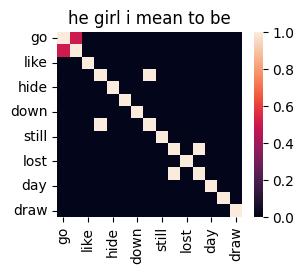 he girl i mean to be
go
like
hide
down
still
lost
day
draw
1.0
0.8
0.6
0.4
0.2
0.0
go
like
hide
down
still
lost
day
draw